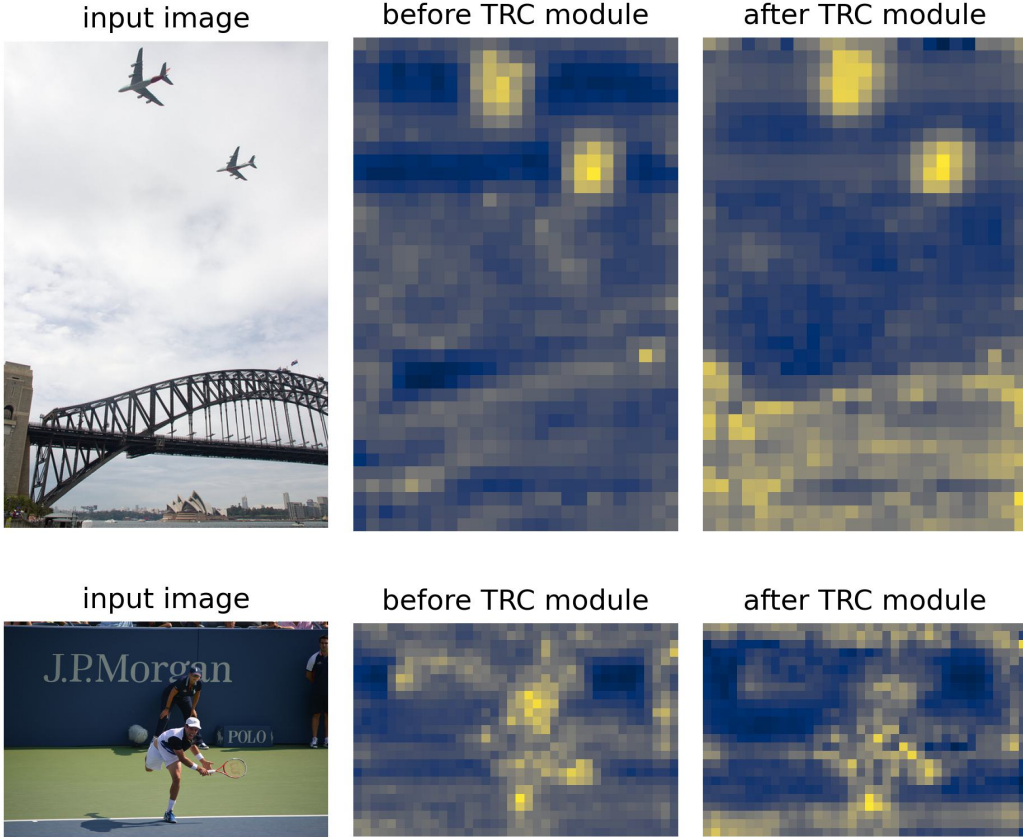 input image
before TRC module
after TRC module
input image
before TRC module
after TRC module
J.P.Morgan
POLO